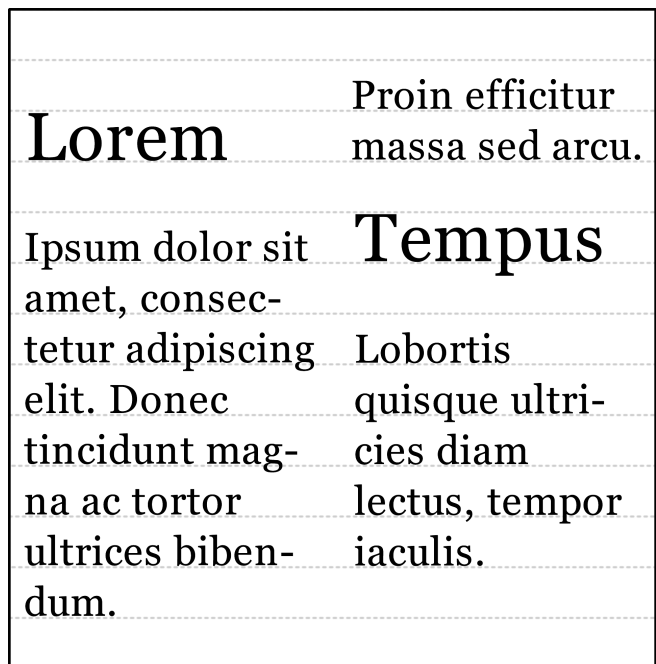 Lorem
Ipsum dolor sit
amet, consec-
tetur adipiscing
elit. Donec
tincidunt mag-
na ac tortor
ultrices biben-
dum.
Proin efficitur
massa sed arcu.
Tempus
Lobortis
quisque ultri-
cies diam
lectus, tempor
iaculis.